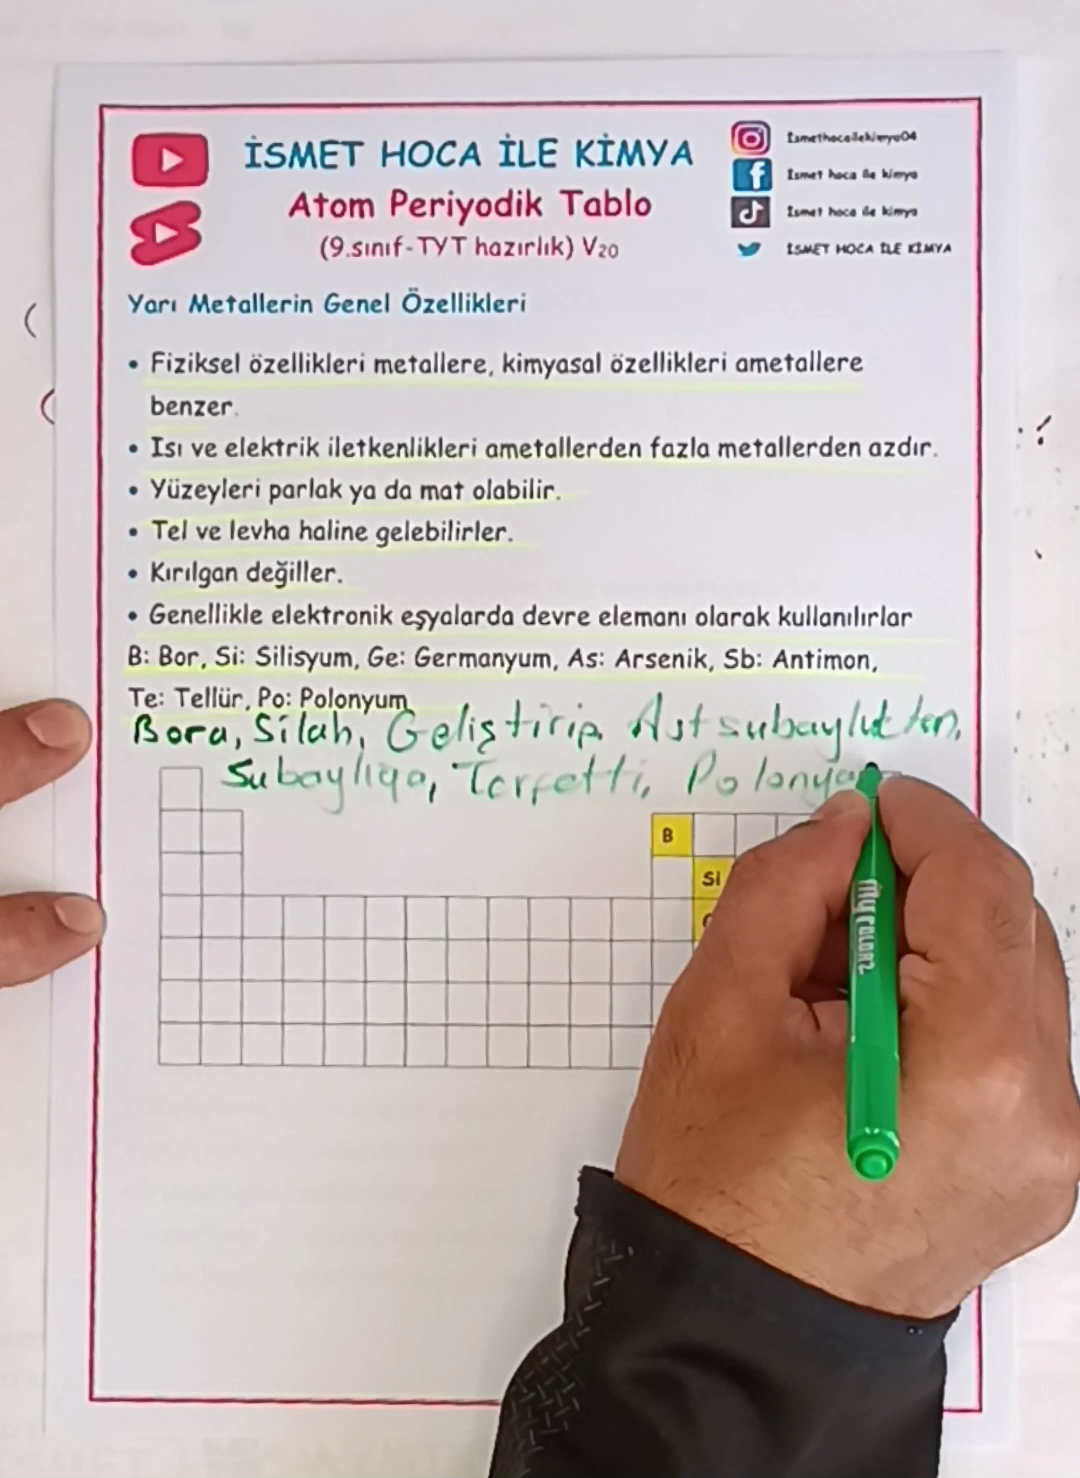 İSMET HOCA İLE KİMYA
Atom Periyodik Tablo
(9.sınıf-TYT hazırlık) V20
İsmethocailekimya04
İsmet hoca ile kimya
İsmet hoca ile kimya
İSMET HOCA İLE KİMYA
Yarı Metallerin Genel Özellikleri
• Fiziksel özellikleri metallere, kimyasal özellikleri ametallere
benzer.
• Isı ve elektrik iletkenlikleri ametallerden fazla metallerden azdır.
• Yüzeyleri parlak ya da mat olabilir.
• Tel ve levha haline gelebilirler.
• Kırılgan değiller.
• Genellikle elektronik eşyalarda devre elemanı olarak kullanılırlar
B: Bor, Si: Silisyum, Ge: Germanyum, As: Arsenik, Sb: Antimon,
Te: Tellür, Po: Polonyum
Bora, Silah, Geliştirip, Astsubaylıktan,
Subaylığa, Terfetti, Polonya
B
Si
my colorz